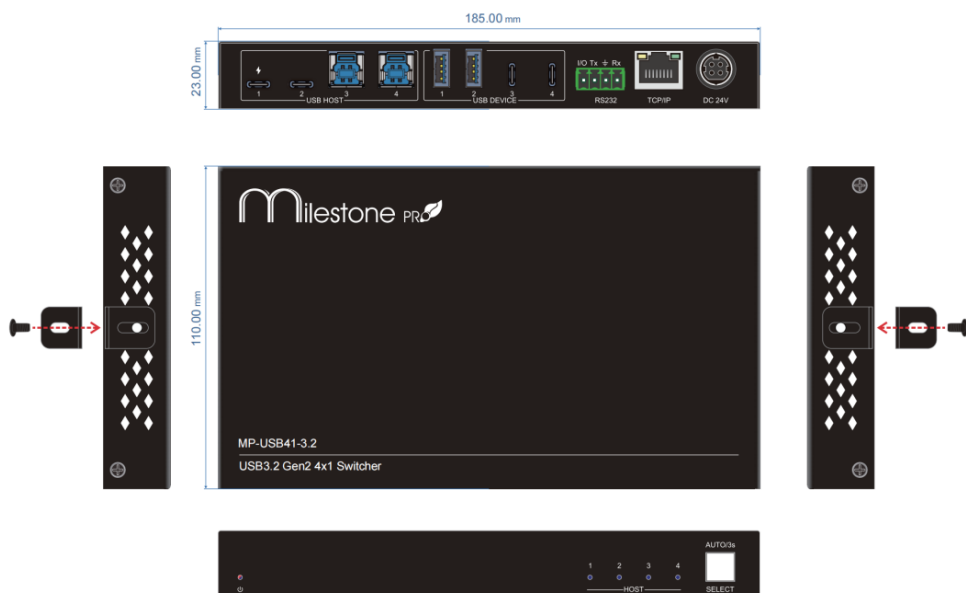 185.00 mm
23.00 mm
I/O Tx Rx
1 2 3 4 1 2 3 4
USB HOST USB DEVICE RS232 TCP/IP DC 24V
110.00 mm
Milestone PRO
MP-USB41-3.2
USB3.2 Gen2 4x1 Switcher
AUTO/3s
1 2 3 4
HOST SELECT